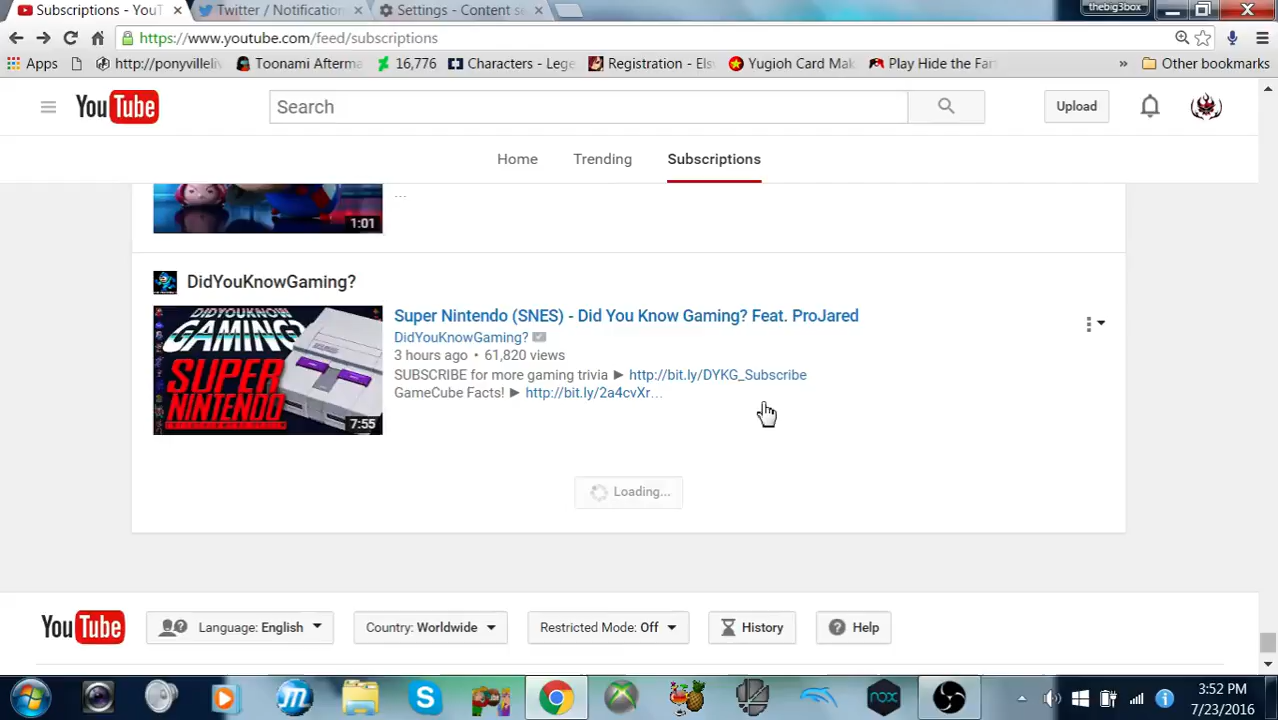 Subscriptions - YouT
Twitter / Notification
Settings - Content se
thebig3box
https://www.youtube.com/feed/subscriptions
Apps
http://ponyvilleliv
Toonami Afterma
16,776
Characters - Lege
Registration - Elsw
Yugioh Card Mak
Play Hide the Fan
»
Other bookmarks
YouTube
Search
Upload
Home
Trending
Subscriptions
...
1:01
DidYouKnowGaming?
DIDYOUKNOW
GAMING?
SUPER
NINTENDO
7:55
Super Nintendo (SNES) - Did You Know Gaming? Feat. ProJared
DidYouKnowGaming?
3 hours ago • 61,820 views
SUBSCRIBE for more gaming trivia ► http://bit.ly/DYKG_Subscribe
GameCube Facts! ► http://bit.ly/2a4cvXr...
Loading...
YouTube
Language: English
Country: Worldwide
Restricted Mode: Off
History
Help
nox
3:52 PM
7/23/2016